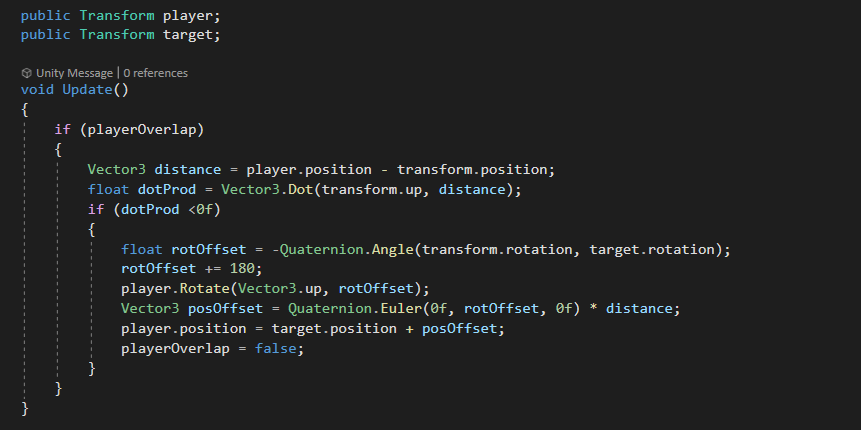 public Transform player;
public Transform target;
Unity Message | 0 references
void Update()
{
if (playerOverlap)
{
Vector3 distance = player.position - transform.position;
float dotProd = Vector3.Dot(transform.up, distance);
if (dotProd <0f)
{
float rotOffset = -Quaternion.Angle(transform.rotation, target.rotation);
rotOffset += 180;
player.Rotate(Vector3.up, rotOffset);
Vector3 posOffset = Quaternion.Euler(0f, rotOffset, 0f) * distance;
player.position = target.position + posOffset;
playerOverlap = false;
}
}
}